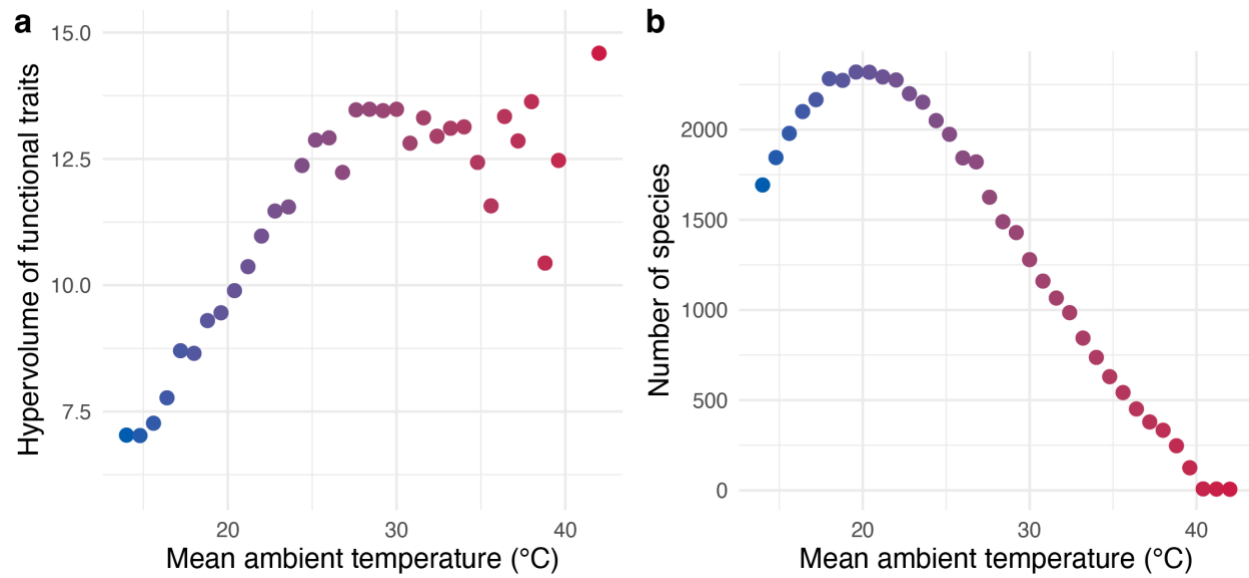 a
Hypervolume of functional traits
15.0
12.5
10.0
7.5
20
30
40
Mean ambient temperature (°C)
b
Number of species
2000
1500
1000
500
0
20
30
40
Mean ambient temperature (°C)